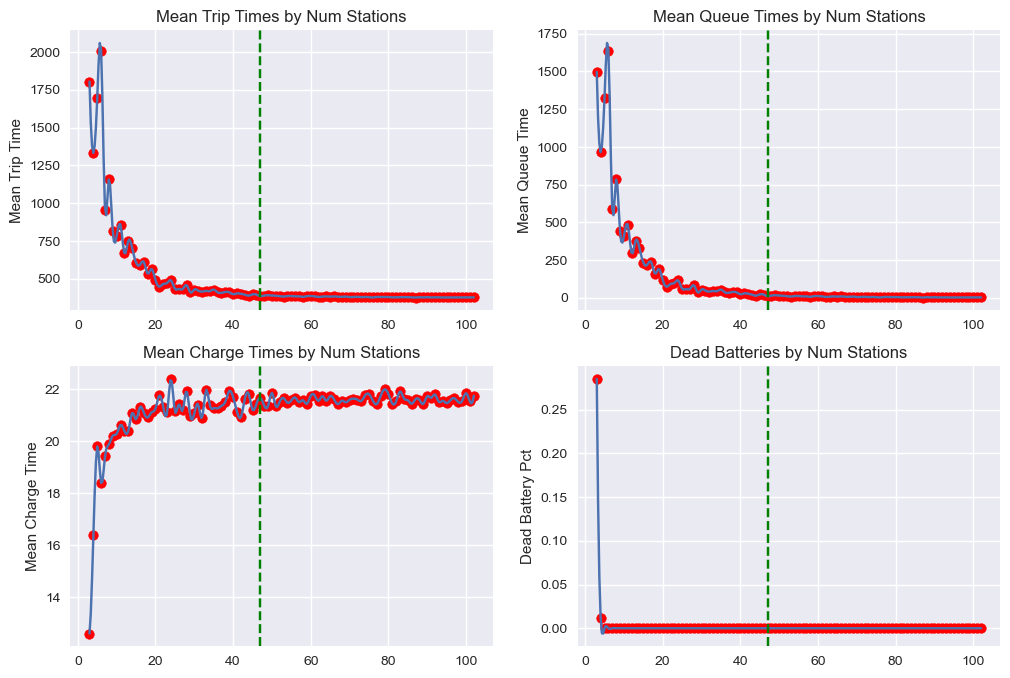 Mean Trip Times by Num Stations
Mean Trip Time
2000
1750
1500
1250
1000
750
500
0 20 40 60 80 100
Mean Queue Times by Num Stations
Mean Queue Time
1750
1500
1250
1000
750
500
250
0
0 20 40 60 80 100
Mean Charge Times by Num Stations
Mean Charge Time
22
20
18
16
14
0 20 40 60 80 100
Dead Batteries by Num Stations
Dead Battery Pct
0.25
0.20
0.15
0.10
0.05
0.00
0 20 40 60 80 100